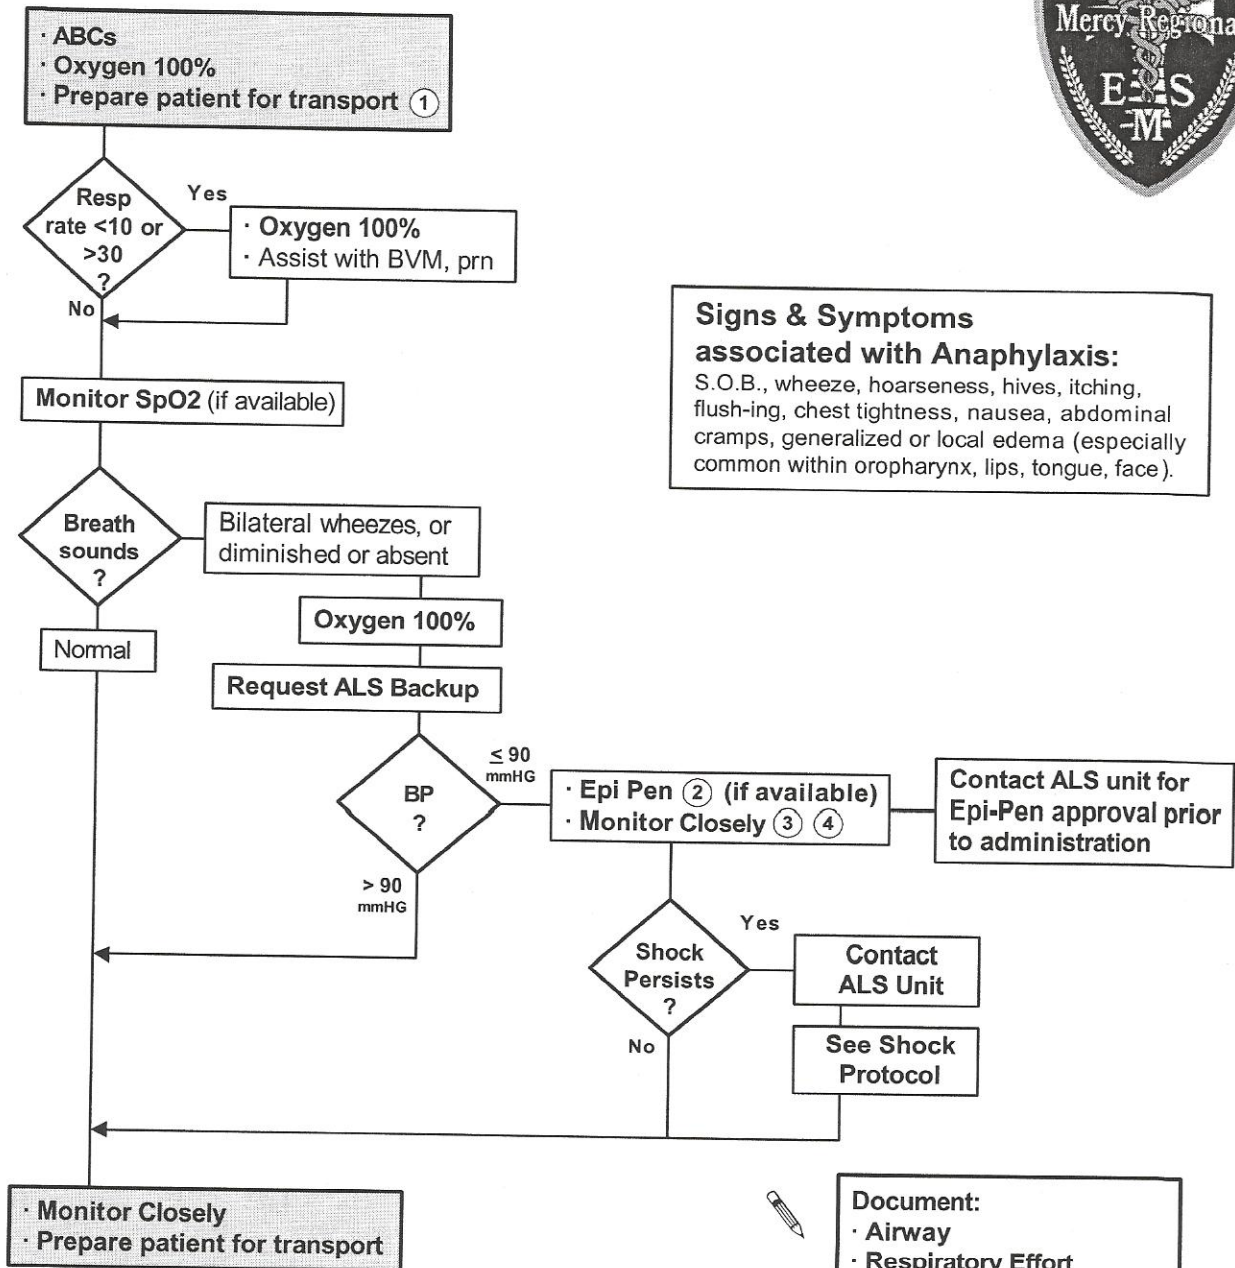 · ABCs
· Oxygen 100%
· Prepare patient for transport 1
Mercy Regiona
E S
M
Resp
rate <10 or
>30
?
Yes
· Oxygen 100%
· Assist with BVM, prn
No
Signs & Symptoms
associated with Anaphylaxis:
S.O.B., wheeze, hoarseness, hives, itching,
flush-ing, chest tightness, nausea, abdominal
cramps, generalized or local edema (especially
common within oropharynx, lips, tongue, face).
Monitor SpO2 (if available)
Breath
sounds
?
Bilateral wheezes, or
diminished or absent
Normal
Oxygen 100%
Request ALS Backup
BP
?
≤ 90
mmHG
· Epi Pen 2 (if available)
· Monitor Closely 3 4
Contact ALS unit for
Epi-Pen approval prior
to administration
> 90
mmHG
Shock
Persists
?
Yes
Contact
ALS Unit
No
See Shock
Protocol
· Monitor Closely
· Prepare patient for transport
Document:
· Airway
· Respiratory Effort